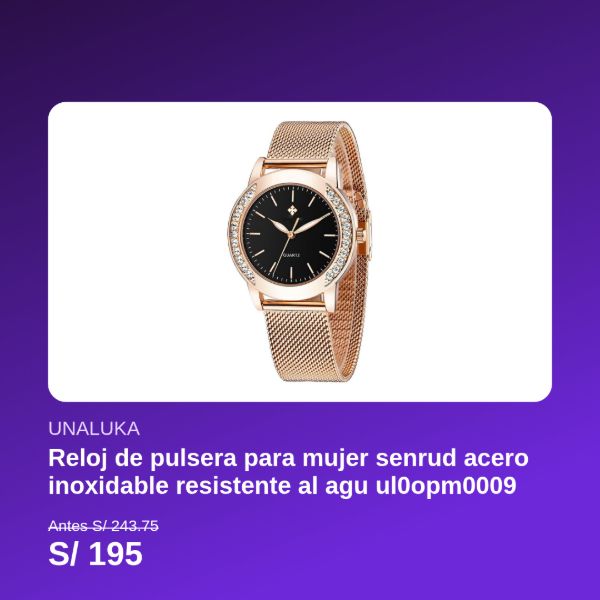 QUARTZ
UNALUKA
Reloj de pulsera para mujer senrud acero
inoxidable resistente al agu ul0opm0009
Antes S/ 243.75
S/ 195